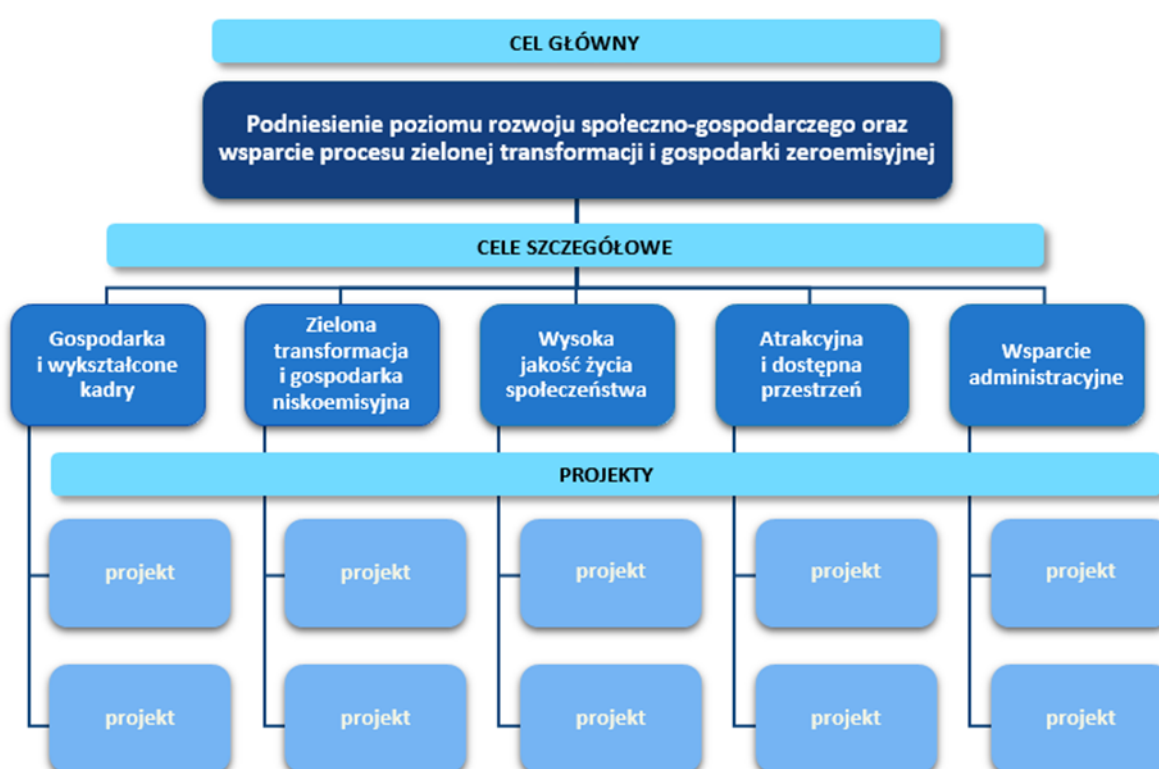 CEL GŁÓWNY
Podniesienie poziomu rozwoju społeczno-gospodarczego oraz
wsparcie procesu zielonej transformacji i gospodarki zeroemisyjnej
CELE SZCZEGÓŁOWE
Gospodarka
i wykształcone
kadry
Zielona
transformacja
i gospodarka
niskoemisyjna
Wysoka
jakość życia
społeczeństwa
Atrakcyjna
i dostępna
przestrzeń
Wsparcie
administracyjne
PROJEKTY
projekt
projekt
projekt
projekt
projekt
projekt
projekt
projekt
projekt
projekt